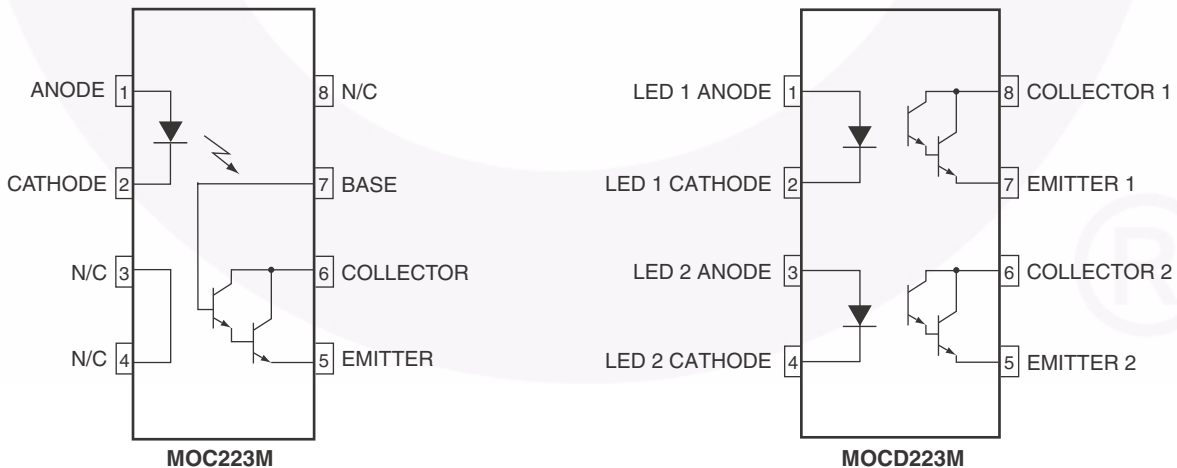 ANODE 1
8 N/C
CATHODE 2
7 BASE
N/C 3
6 COLLECTOR
N/C 4
5 EMITTER
MOC223M
LED 1 ANODE 1
8 COLLECTOR 1
LED 1 CATHODE 2
7 EMITTER 1
LED 2 ANODE 3
6 COLLECTOR 2
LED 2 CATHODE 4
5 EMITTER 2
MOCD223M
®